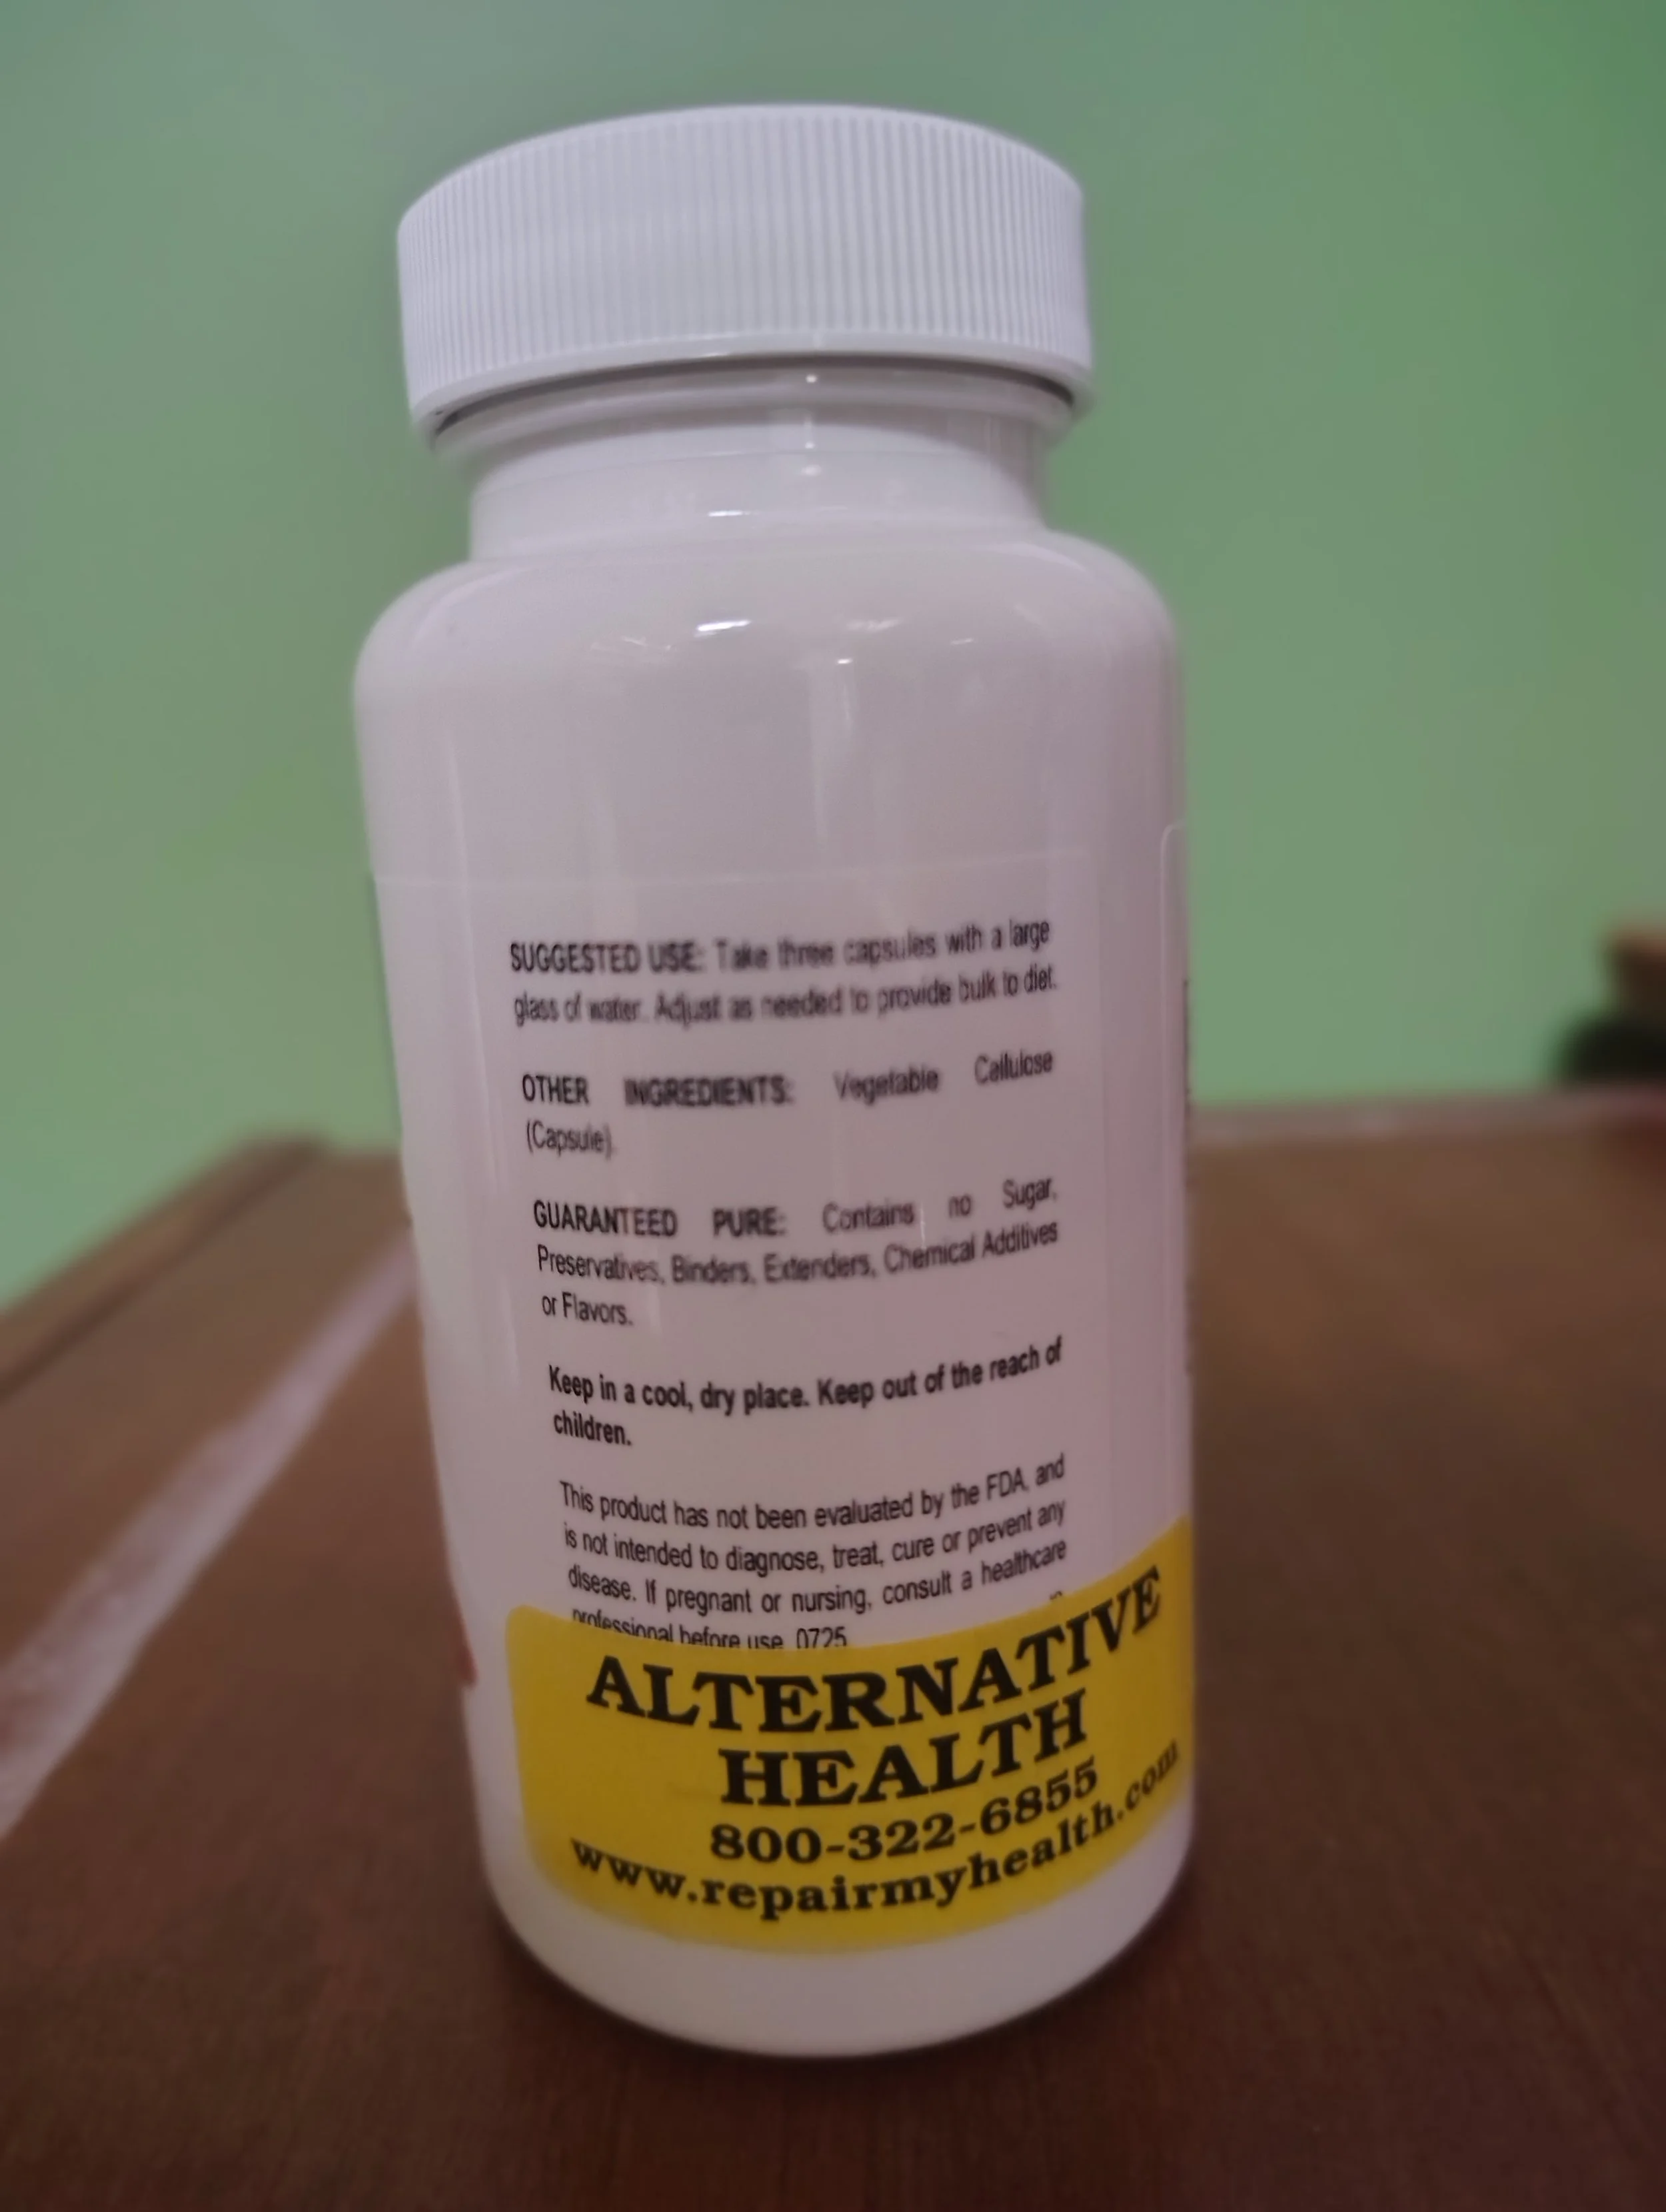 SUGGESTED USE: Take three capsules with a large
glass of water. Adjust as needed to provide bulk to diet.
OTHER INGREDIENTS: Vegetable Cellulose
(Capsule).
GUARANTEED PURE: Contains no Sugar,
Preservatives, Binders, Extenders, Chemical Additives
or Flavors.
Keep in a cool, dry place. Keep out of the reach of
children.
This product has not been evaluated by the FDA, and
is not intended to diagnose, treat, cure or prevent any
disease. If pregnant or nursing, consult a healthcare
professional before use. 0725
ALTERNATIVE
HEALTH
800-322-6855
www.repairmyhealth.com